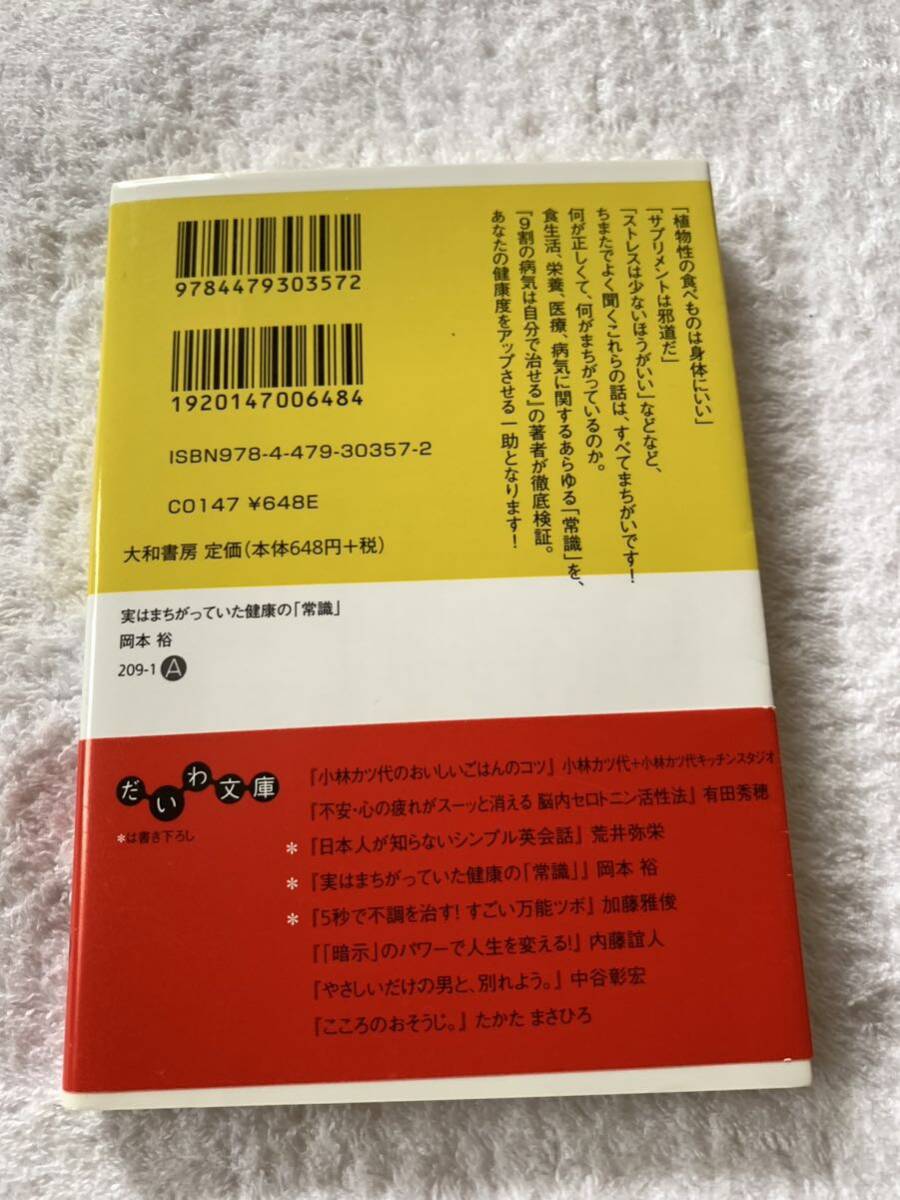 「植物性の食べものは身体にいい」
「サプリメントは邪道だ」
「ストレスは少ないほうがいい」などなど、
ちまたでよく聞くこれらの話は、すべてまちがいです!
何が正しくて、何がまちがっているのか。
食生活、栄養、医療、病気に関するあらゆる「常識」を、
『9割の病気は自分で治せる』の著者が徹底検証。
あなたの健康度をアップさせる一助となります!
9784479303572
1920147006484
ISBN978-4-479-30357-2
C0147 ¥648E
大和書房 定価(本体648円+税)
実はまちがっていた健康の「常識」
岡本 裕
209-1 A
だいわ文庫
*は書き下ろし
『小林カツ代のおいしいごはんのコツ』 小林カツ代+小林カツ代キッチンスタジオ
『不安・心の疲れがスーッと消える 脳内セロトニン活性法』 有田秀穂
* 『日本人が知らないシンプル英会話』 荒井弥栄
* 『実はまちがっていた健康の「常識」』 岡本 裕
* 『5秒で不調を治す! すごい万能ツボ』 加藤雅俊
『「暗示」のパワーで人生を変える!』 内藤誼人
『やさしいだけの男と、別れよう。』 中谷彰宏
『こころのおそうじ。』 たかた まさひろ